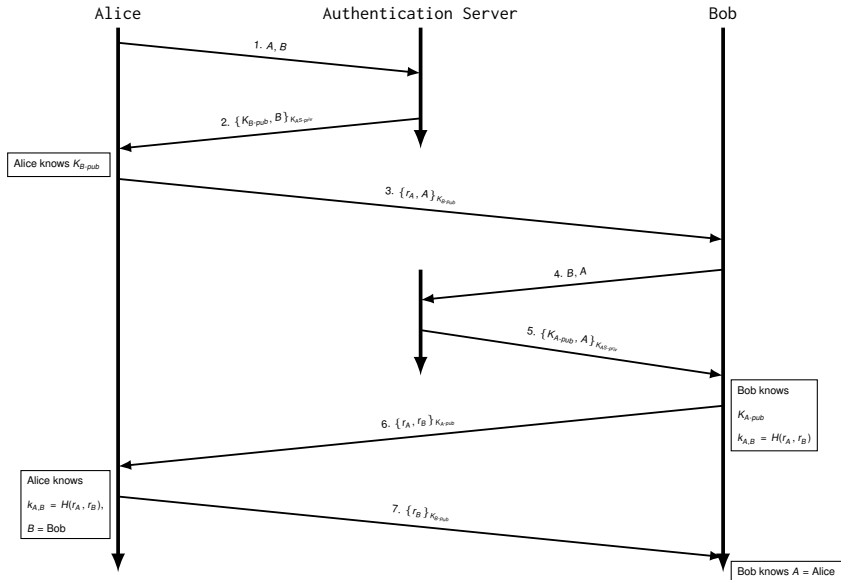 Alice Authentication Server Bob
1. A, B
2. {K_B-pub, B}_K_AS-priv
Alice knows K_B-pub
3. {r_A, A}_K_B-pub
4. B, A
5. {K_A-pub, A}_K_AS-priv
Bob knows
K_A-pub
k_A,B = H(r_A, r_B)
6. {r_A, r_B}_K_A-pub
Alice knows
k_A,B = H(r_A, r_B),
B = Bob
7. {r_B}_K_B-pub
Bob knows A = Alice